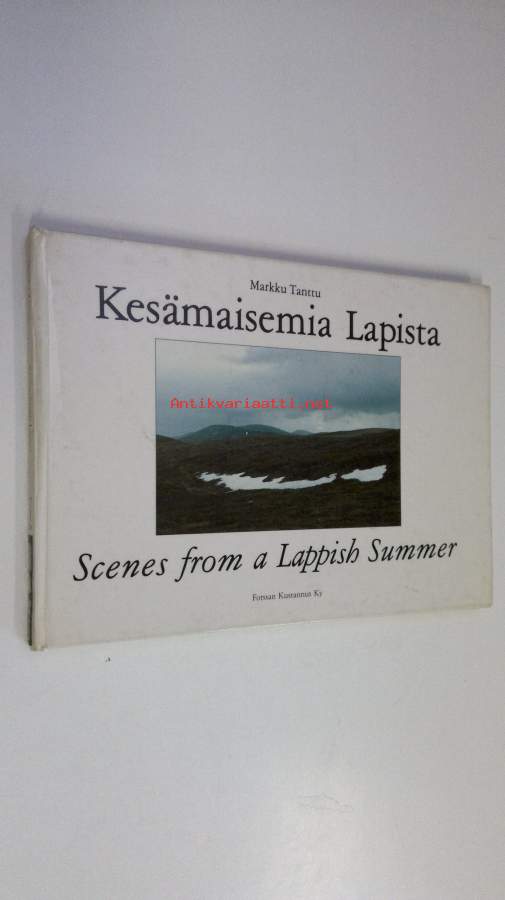 Markku Tanttu
Kesämaisemia Lapista
Antikvariaatti.net
Scenes from a Lappish Summer
Forssan Kustannus Ky